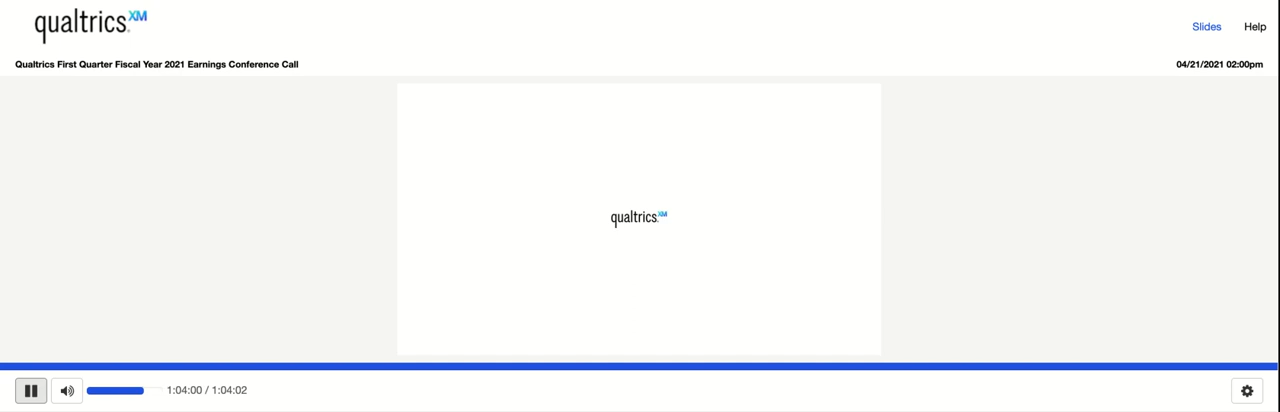 qualtrics.XM
Slides Help
Qualtrics First Quarter Fiscal Year 2021 Earnings Conference Call 04/21/2021 02:00pm
qualtrics.XM
1:04:00 / 1:04:02